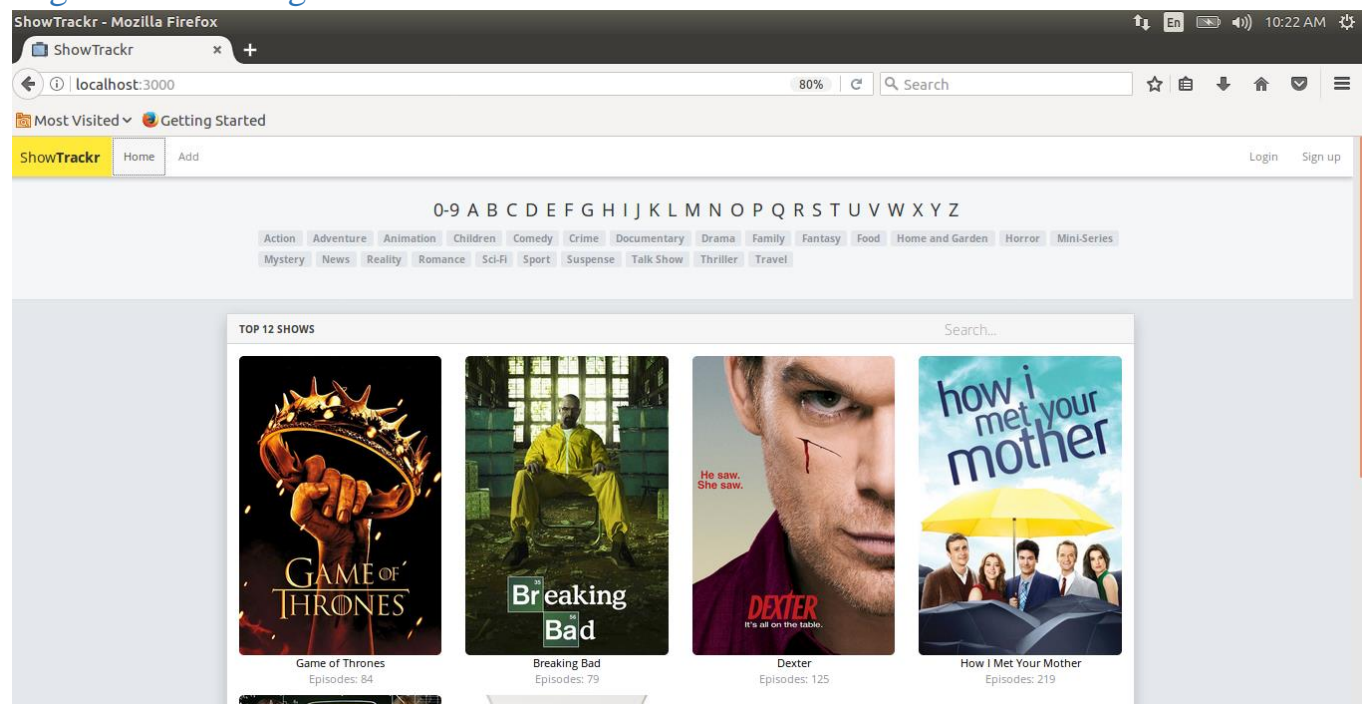 ShowTrackr - Mozilla Firefox En 10:22 AM
ShowTrackr × +
localhost:3000 80% Search
Most Visited Getting Started
ShowTrackr Home Add Login Sign up
0-9 A B C D E F G H I J K L M N O P Q R S T U V W X Y Z
Action Adventure Animation Children Comedy Crime Documentary Drama Family Fantasy Food Home and Garden Horror Mini-Series
Mystery News Reality Romance Sci-Fi Sport Suspense Talk Show Thriller Travel
TOP 12 SHOWS Search...
GAME OF
THRONES
35
Breaking
56
Bad
He saw.
She saw.
DEXTER
It's all on the table.
how i
met your
mother
Game of Thrones Breaking Bad Dexter How I Met Your Mother
Episodes: 84 Episodes: 79 Episodes: 125 Episodes: 219